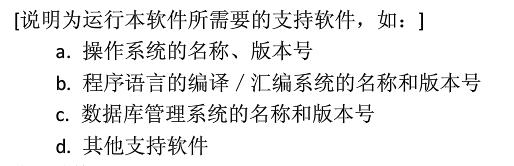 [说明为运行本软件所需要的支持软件，如：]
a. 操作系统的名称、版本号
b. 程序语言的编译／汇编系统的名称和版本号
c. 数据库管理系统的名称和版本号
d. 其他支持软件